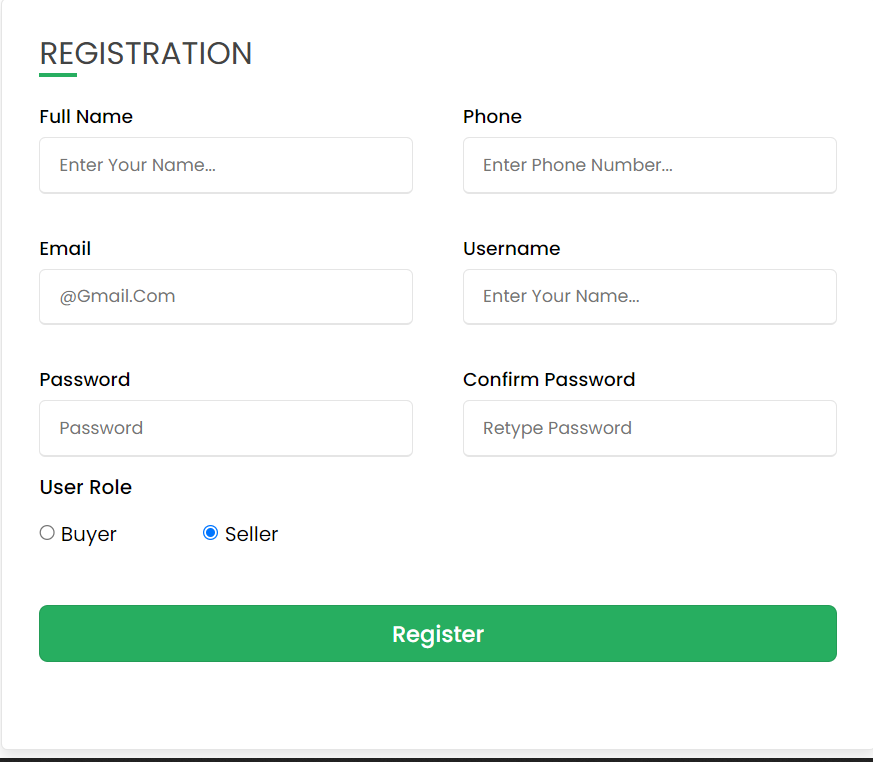 REGISTRATION
Full Name
Phone
Enter Your Name...
Enter Phone Number...
Email
Username
@Gmail.Com
Enter Your Name...
Password
Confirm Password
Password
Retype Password
User Role
Buyer
Seller
Register